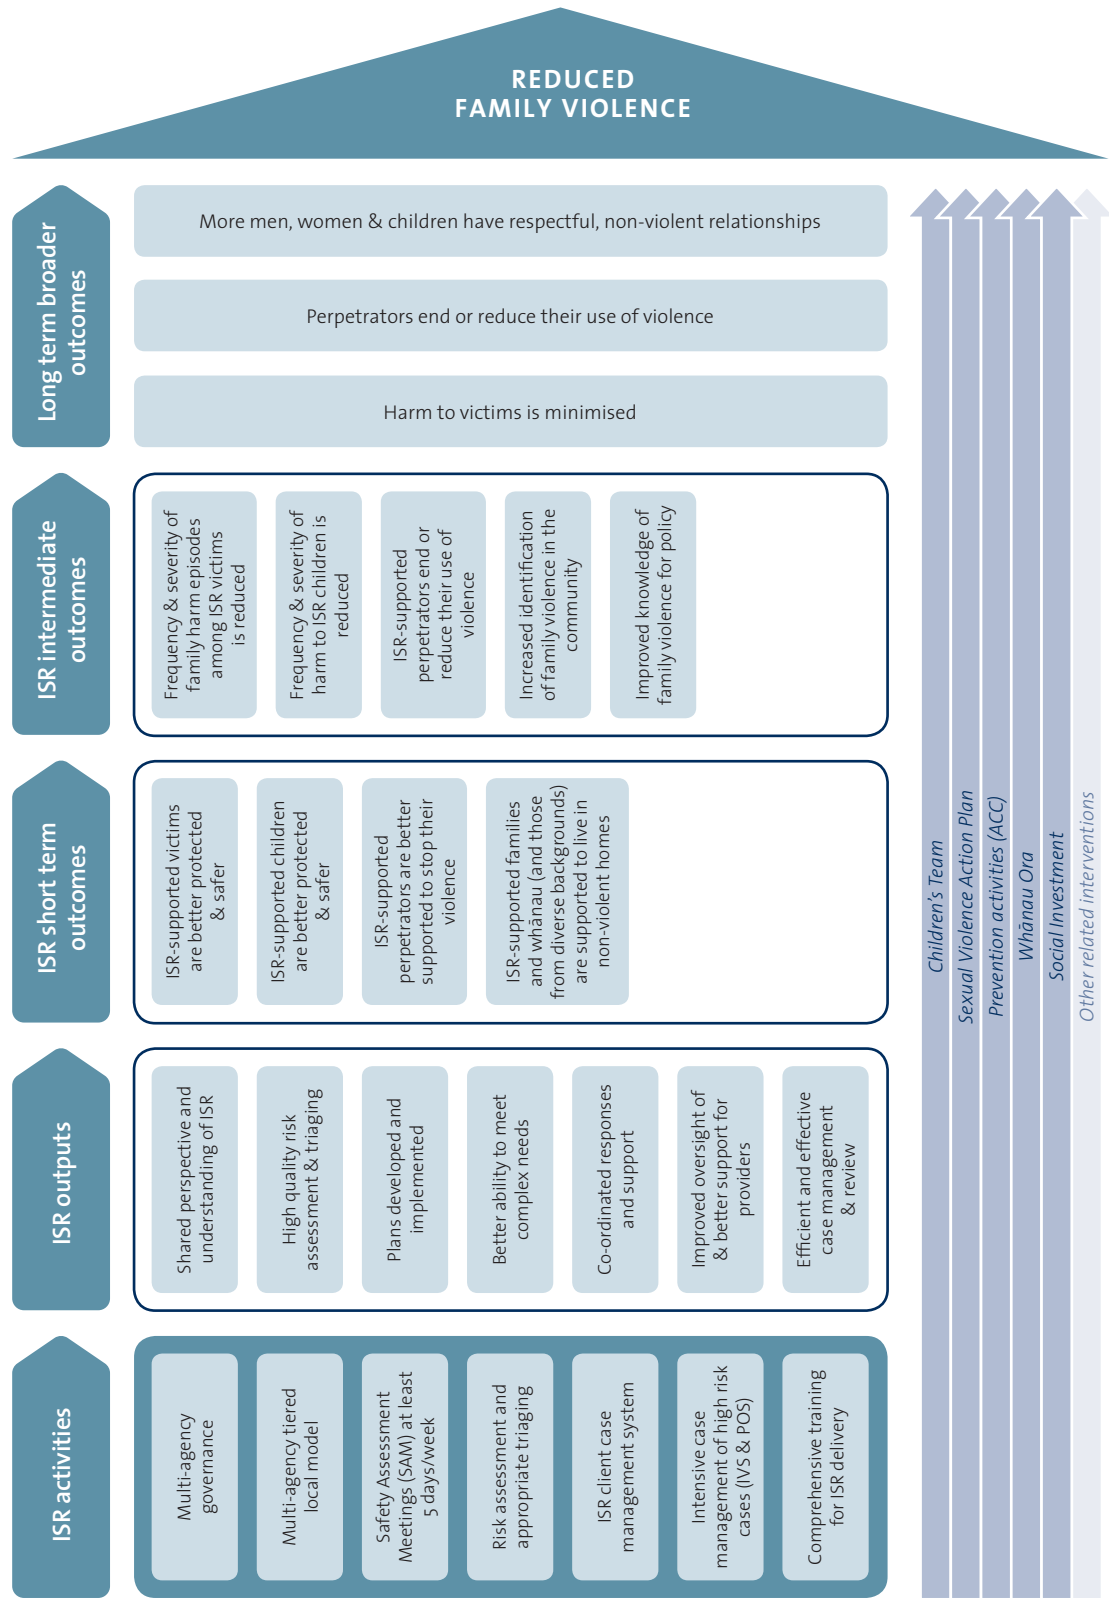 REDUCED
FAMILY VIOLENCE
Long term broader
outcomes
More men, women & children have respectful, non-violent relationships
Perpetrators end or reduce their use of violence
Harm to victims is minimised
ISR intermediate
outcomes
Frequency & severity of
family harm episodes
among ISR victims
is reduced
Frequency & severity of
harm to ISR children is
reduced
ISR-supported
perpetrators end or
reduce their use of
violence
Increased identification
of family violence in the
community
Improved knowledge of
family violence for policy
ISR short term
outcomes
ISR-supported victims
are better protected
& safer
ISR-supported children
are better protected
& safer
ISR-supported
perpetrators are better
supported to stop their
violence
ISR-supported families
and whānau (and those
from diverse backgrounds)
are supported to live in
non-violent homes
ISR outputs
Shared perspective and
understanding of ISR
High quality risk
assessment & triaging
Plans developed and
implemented
Better ability to meet
complex needs
Co-ordinated responses
and support
Improved oversight of
& better support for
providers
Efficient and effective
case management
& review
ISR activities
Multi-agency
governance
Multi-agency tiered
local model
Safety Assessment
Meetings (SAM) at least
5 days/week
Risk assessment and
appropriate triaging
ISR client case
management system
Intensive case
management of high risk
cases (IVS & POS)
Comprehensive training
for ISR delivery
Children's Team
Sexual Violence Action Plan
Prevention activities (ACC)
Whānau Ora
Social Investment
Other related interventions